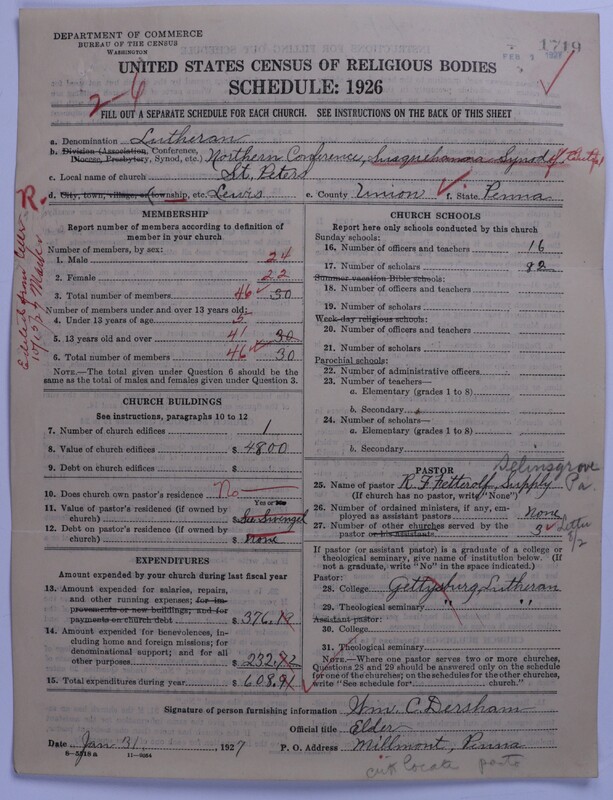 DEPARTMENT OF COMMERCE
BUREAU OF THE CENSUS
WASHINGTON
1719
FEB 1 1927
UNITED STATES CENSUS OF RELIGIOUS BODIES
SCHEDULE: 1926
2-6
FILL OUT A SEPARATE SCHEDULE FOR EACH CHURCH. SEE INSTRUCTIONS ON THE BACK OF THIS SHEET
a. Denomination Lutheran
b. Division (Association, Conference, Diocese, Presbytery, Synod, etc.) Northern Conference, Susquehanna Synod of
c. Local name of church St. Peters
d. City, town, village, or township, etc. Lewis e. County Union f. State Penna
R.
MEMBERSHIP
Report number of members according to definition of member in your church
Number of members, by sex:
1. Male 24
2. Female 22
3. Total number of members 46 30
Number of members under and over 13 years old:
4. Under 13 years of age 5
5. 13 years old and over 41 30
6. Total number of members 46 30
NOTE.—The total given under Question 6 should be the same as the total of males and females given under Question 3.
CHURCH BUILDINGS
See instructions, paragraphs 10 to 12
7. Number of church edifices 1
8. Value of church edifices $ 4800
9. Debt on church edifices $
10. Does church own pastor's residence No
Yes or No
11. Value of pastor's residence (if owned by church) $ See Swengel
12. Debt on pastor's residence (if owned by church) $ None
EXPENDITURES
Amount expended by your church during last fiscal year
13. Amount expended for salaries, repairs, and other running expenses; for improvements or new buildings, and for payments on church debt $ 376.19
14. Amount expended for benevolences, including home and foreign missions; for denominational support; and for all other purposes $ 232.72
15. Total expenditures during year $ 608.91
CHURCH SCHOOLS
Report here only schools conducted by this church
Sunday schools:
16. Number of officers and teachers 16
17. Number of scholars 82
Summer vacation Bible schools:
18. Number of officers and teachers
19. Number of scholars
Week-day religious schools:
20. Number of officers and teachers
21. Number of scholars
Parochial schools:
22. Number of administrative officers
23. Number of teachers—
a. Elementary (grades 1 to 8)
b. Secondary
24. Number of scholars—
a. Elementary (grades 1 to 8)
b. Secondary
Selinsgrove Pa.
PASTOR
25. Name of pastor R. F. Fetterolf, Supply
(If church has no pastor, write "None")
26. Number of ordained ministers, if any, employed as assistant pastors None
27. Number of other churches served by the pastor or his assistants 3 Letter 8/2
If pastor (or assistant pastor) is a graduate of a college or theological seminary, give name of institution below. (If not a graduate, write "No" in the space indicated.)
Pastor:
28. College Gettysburg, Lutheran
29. Theological seminary " "
Assistant pastor:
30. College
31. Theological seminary
NOTE.—Where one pastor serves two or more churches, Questions 28 and 29 should be answered only on the schedule for one of the churches; on the schedules for the other churches, write "See schedule for church."
Signature of person furnishing information Wm. C. Dersham
Official title Elder
Date Jan 31, 1927 P. O. Address Millmont, Penna
8—5518a 11—9264